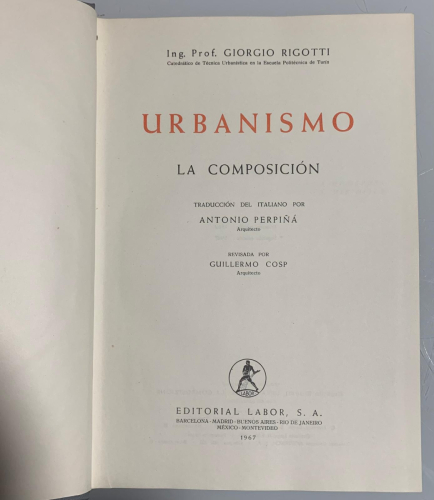 Ing. Prof. GIORGIO RIGOTTI
Catedrático de Técnica Urbanística en la Escuela Politécnica de Turín
URBANISMO
LA COMPOSICIÓN
TRADUCCIÓN DEL ITALIANO POR
ANTONIO PERPIÑÁ
Arquitecto
REVISADA POR
GUILLERMO COSP
Arquitecto
LABOR
EDITORIAL LABOR, S. A.
BARCELONA - MADRID - BUENOS AIRES - RIO DE JANEIRO
MÉXICO - MONTEVIDEO
1967